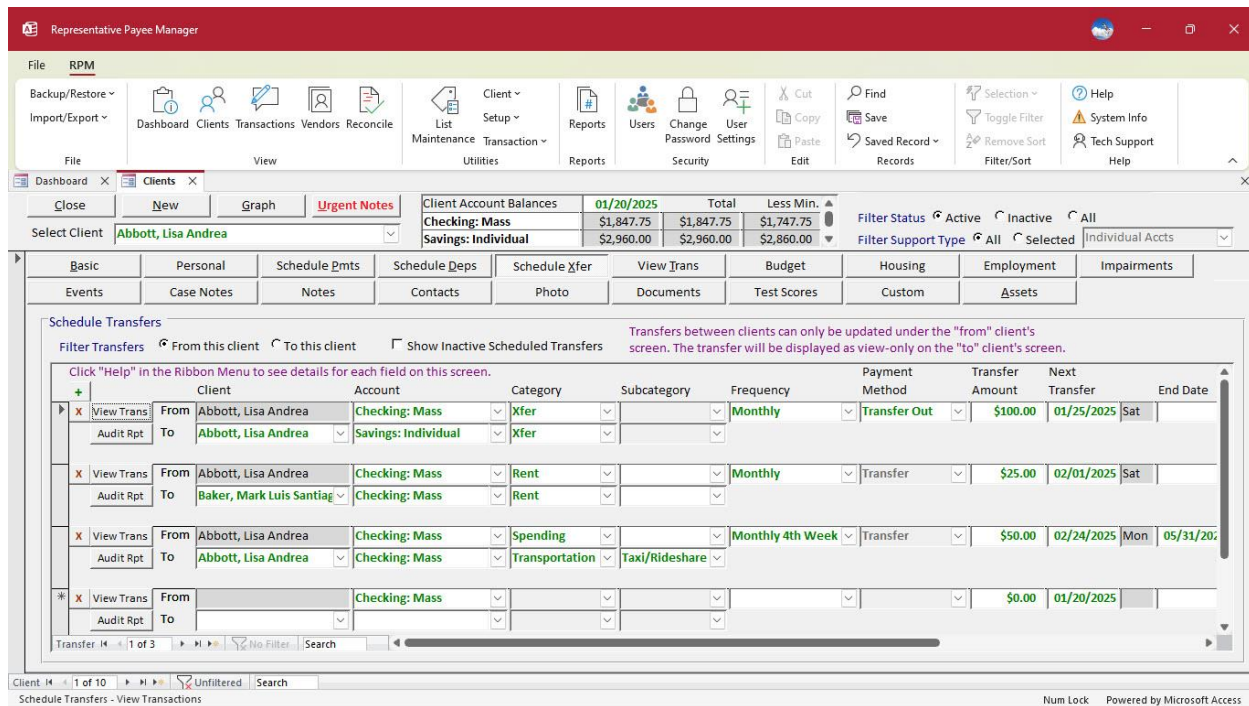 Representative Payee Manager
File RPM
Backup/Restore
Import/Export
Dashboard Clients Transactions Vendors Reconcile
List Maintenance
Client
Setup
Transaction
Reports
Users Change Password User Settings
Cut
Copy
Paste
Find
Save
Saved Record
Selection
Toggle Filter
Remove Sort
Help
System Info
Tech Support
File View Utilities Reports Security Edit Records Filter/Sort Help
Dashboard X Clients X
Close New Graph Urgent Notes
Select Client Abbott, Lisa Andrea
Client Account Balances 01/20/2025 Total Less Min.
Checking: Mass $1,847.75 $1,847.75 $1,747.75
Savings: Individual $2,960.00 $2,960.00 $2,860.00
Filter Status Active Inactive All
Filter Support Type All Selected Individual Accts
Basic Personal Schedule Pmts Schedule Deps Schedule Xfer View Trans Budget Housing Employment Impairments
Events Case Notes Notes Contacts Photo Documents Test Scores Custom Assets
Schedule Transfers
Filter Transfers From this client To this client Show Inactive Scheduled Transfers
Transfers between clients can only be updated under the "from" client's
screen. The transfer will be displayed as view-only on the "to" client's screen.
Click "Help" in the Ribbon Menu to see details for each field on this screen.
+ Client Account Category Subcategory Frequency Payment Method Transfer Amount Next Transfer End Date
X View Trans From Abbott, Lisa Andrea Checking: Mass Xfer Monthly Transfer Out $100.00 01/25/2025 Sat
Audit Rpt To Abbott, Lisa Andrea Savings: Individual Xfer
X View Trans From Abbott, Lisa Andrea Checking: Mass Rent Monthly Transfer $25.00 02/01/2025 Sat
Audit Rpt To Baker, Mark Luis Santiag Checking: Mass Rent
X View Trans From Abbott, Lisa Andrea Checking: Mass Spending Monthly 4th Week Transfer $50.00 02/24/2025 Mon 05/31/202
Audit Rpt To Abbott, Lisa Andrea Checking: Mass Transportation Taxi/Rideshare
* X View Trans From Checking: Mass $0.00 01/20/2025
Audit Rpt To
Transfer 1 of 3 No Filter Search
Client 1 of 10 Unfiltered Search
Schedule Transfers - View Transactions Num Lock Powered by Microsoft Access